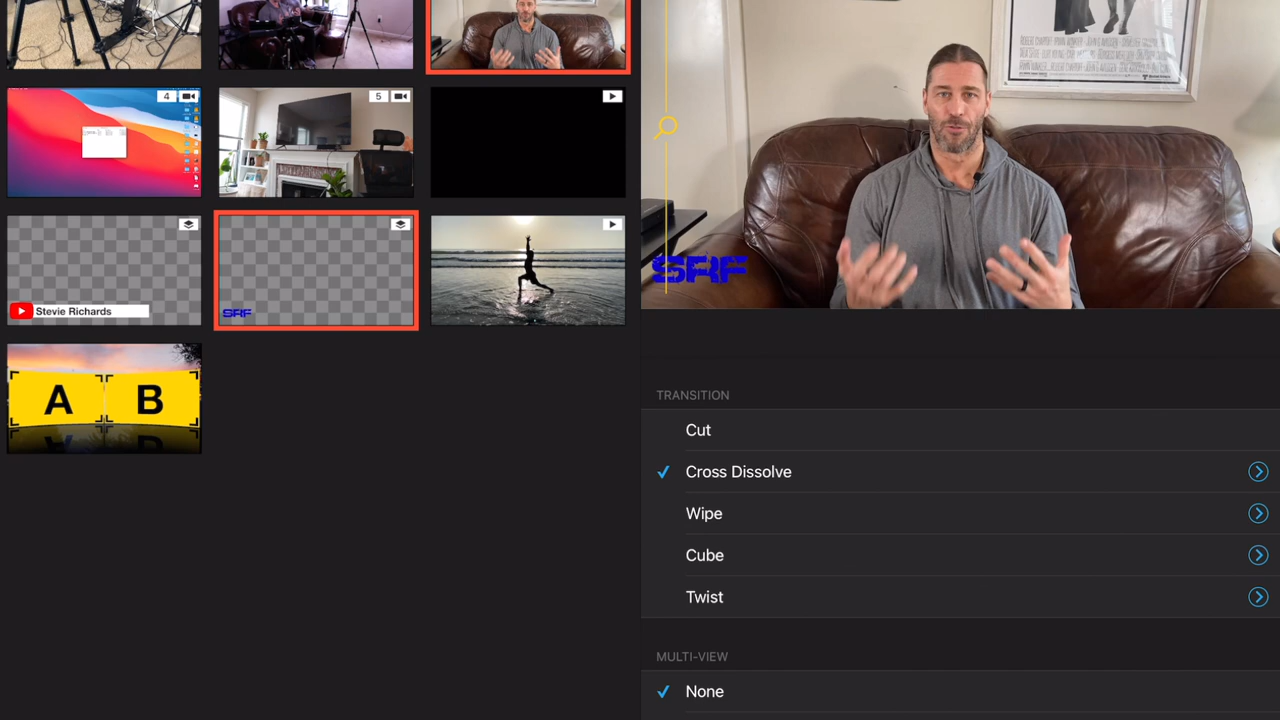 4
5
Stevie Richards
SRF
A
B
SRF
TRANSITION
Cut
Cross Dissolve
Wipe
Cube
Twist
MULTI-VIEW
None